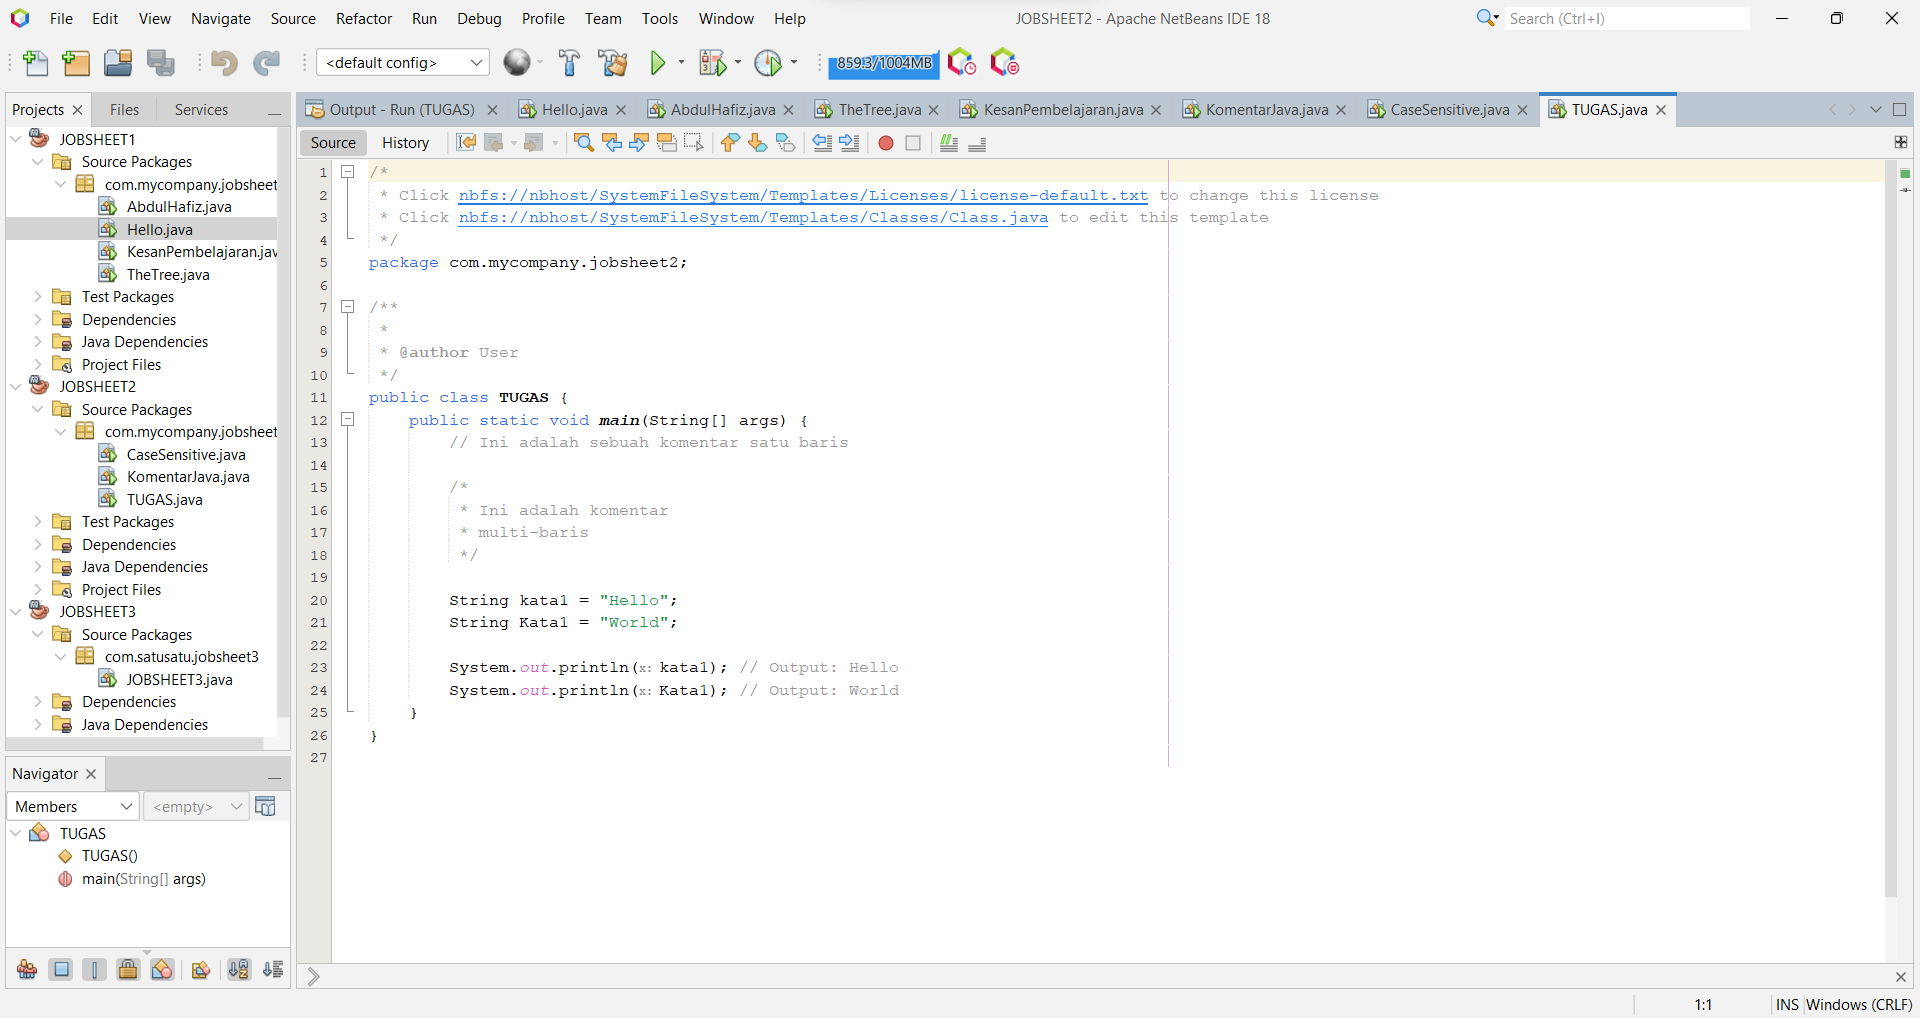 File Edit View Navigate Source Refactor Run Debug Profile Team Tools Window Help JOBSHEET2 - Apache NetBeans IDE 18 Search (Ctrl+I)
<default config> 859.3/1004MB
Projects Files Services
Output - Run (TUGAS) Hello.java AbdulHafiz.java TheTree.java KesanPembelajaran.java KomentarJava.java CaseSensitive.java TUGAS.java
Source History
JOBSHEET1
Source Packages
com.mycompany.jobsheet
AbdulHafiz.java
Hello.java
KesanPembelajaran.jav
TheTree.java
Test Packages
Dependencies
Java Dependencies
Project Files
JOBSHEET2
Source Packages
com.mycompany.jobsheet
CaseSensitive.java
KomentarJava.java
TUGAS.java
Test Packages
Dependencies
Java Dependencies
Project Files
JOBSHEET3
Source Packages
com.satusatu.jobsheet3
JOBSHEET3.java
Dependencies
Java Dependencies
Navigator
Members <empty>
TUGAS
TUGAS()
main(String[] args)
1 /*
2 * Click nbfs://nbhost/SystemFileSystem/Templates/Licenses/license-default.txt to change this license
3 * Click nbfs://nbhost/SystemFileSystem/Templates/Classes/Class.java to edit this template
4 */
5 package com.mycompany.jobsheet2;
6
7 /**
8 *
9 * @author User
10 */
11 public class TUGAS {
12 public static void main(String[] args) {
13 // Ini adalah sebuah komentar satu baris
14
15 /*
16 * Ini adalah komentar
17 * multi-baris
18 */
19
20 String kata1 = "Hello";
21 String Kata1 = "World";
22
23 System.out.println(x: kata1); // Output: Hello
24 System.out.println(x: Kata1); // Output: World
25 }
26 }
27
1:1 INS Windows (CRLF)